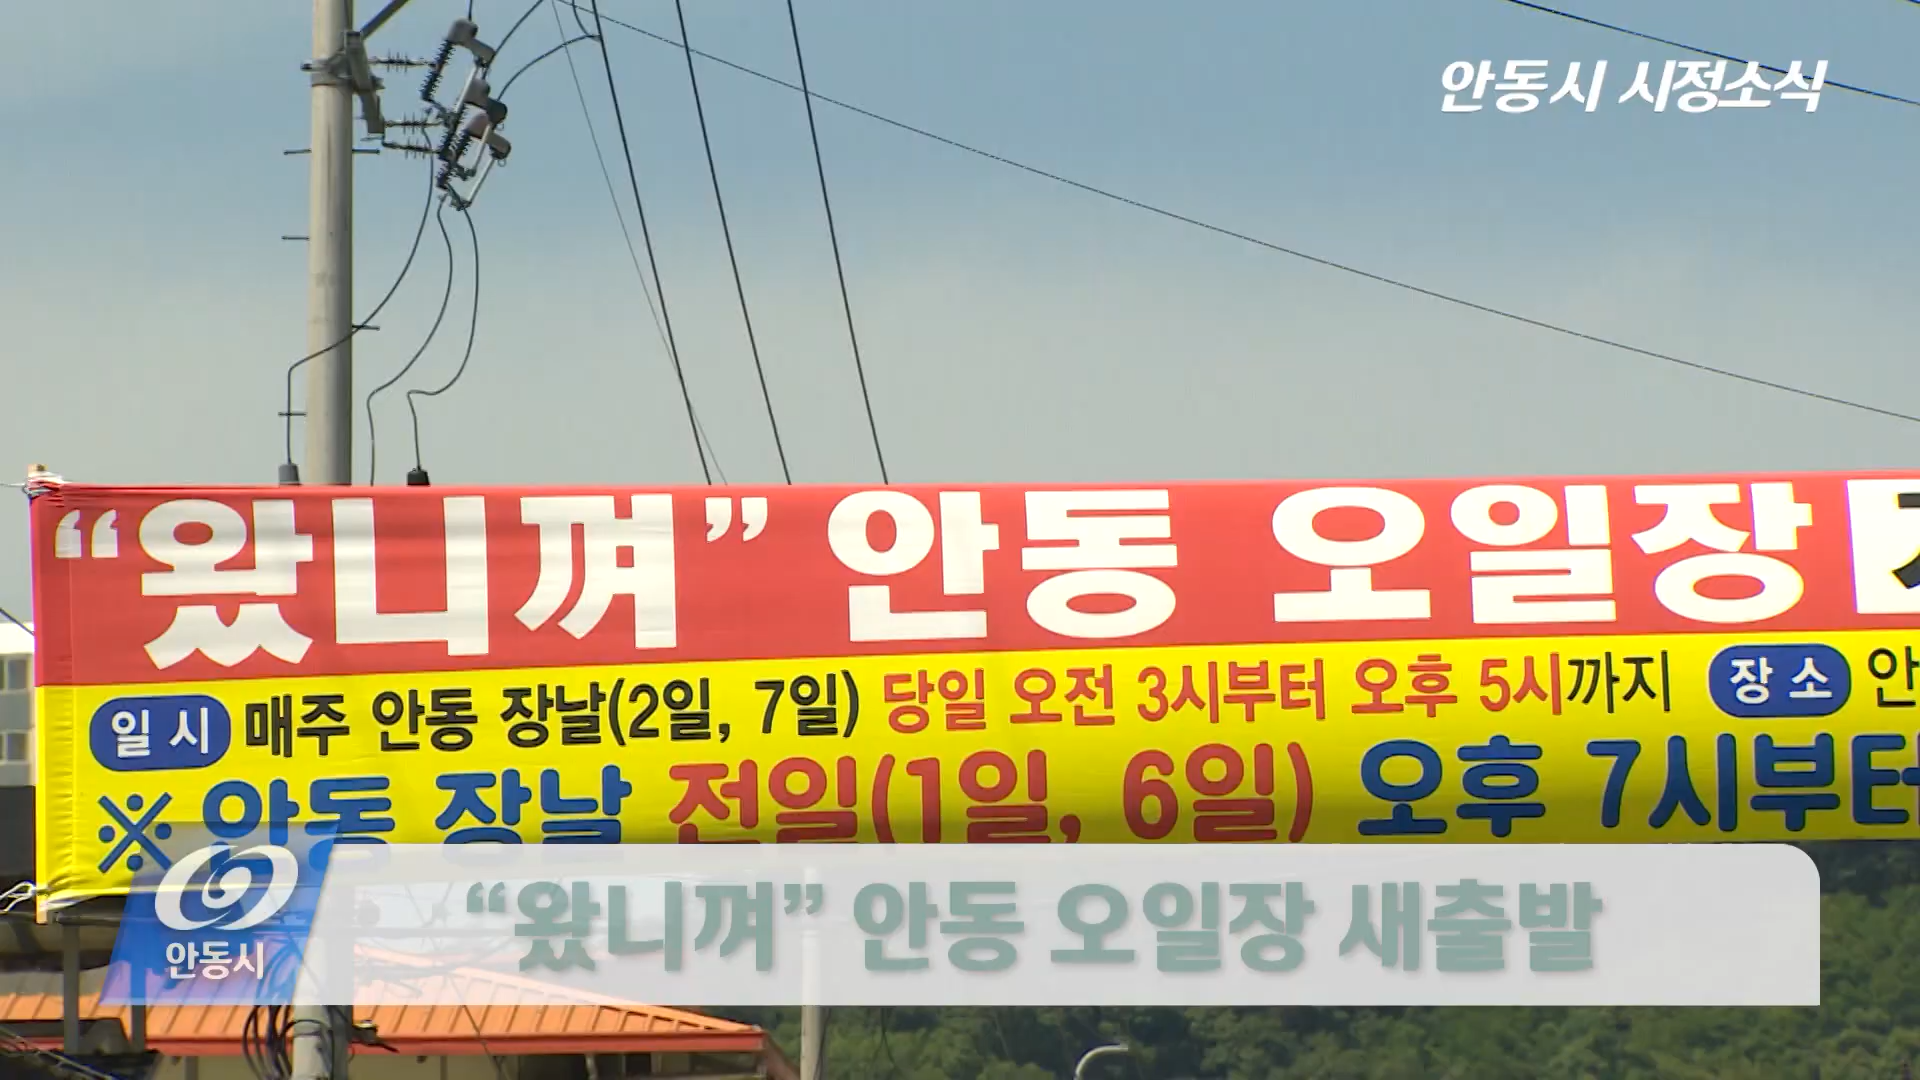 안동시 시정소식
“왔니껴” 안동 오일장
일 시 매주 안동 장날(2일, 7일) 당일 오전 3시부터 오후 5시까지 장 소 안
※ 안동 장날 전일(1일, 6일) 오후 7시부터
“왔니껴” 안동 오일장 새출발
안동시